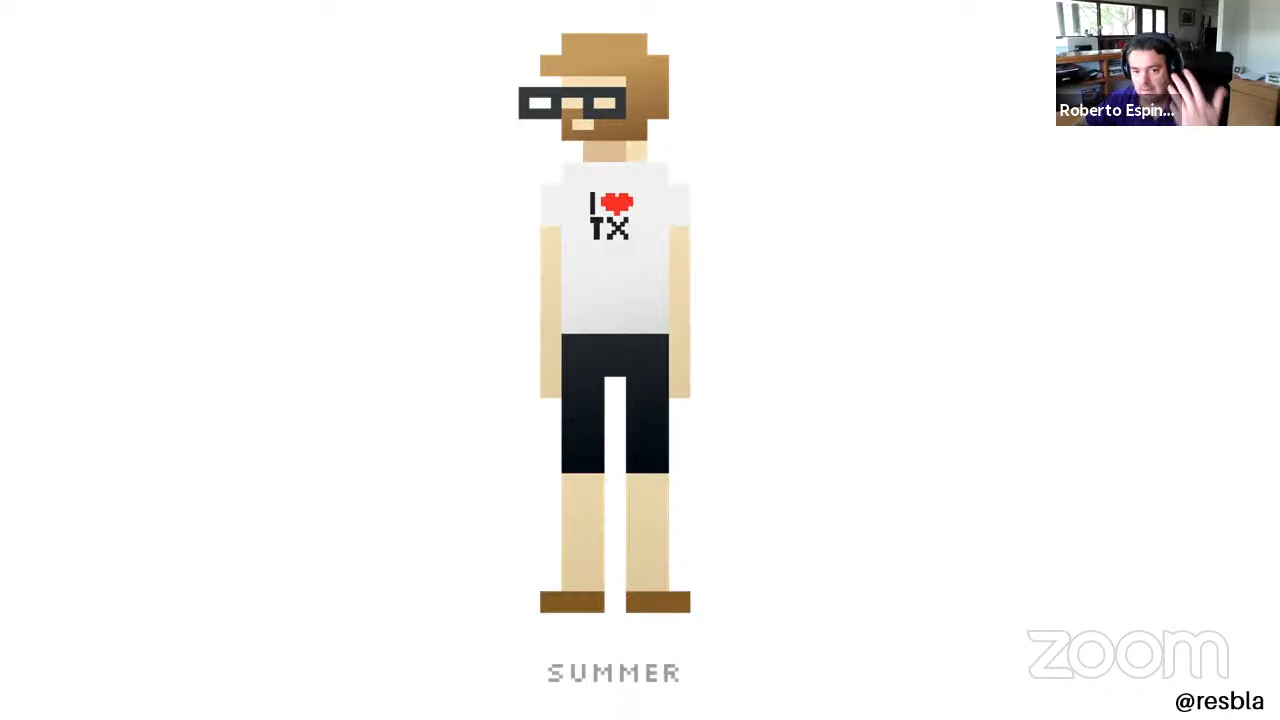 Roberto Espin...
I ❤
TX
SUMMER
zoom
@resbla